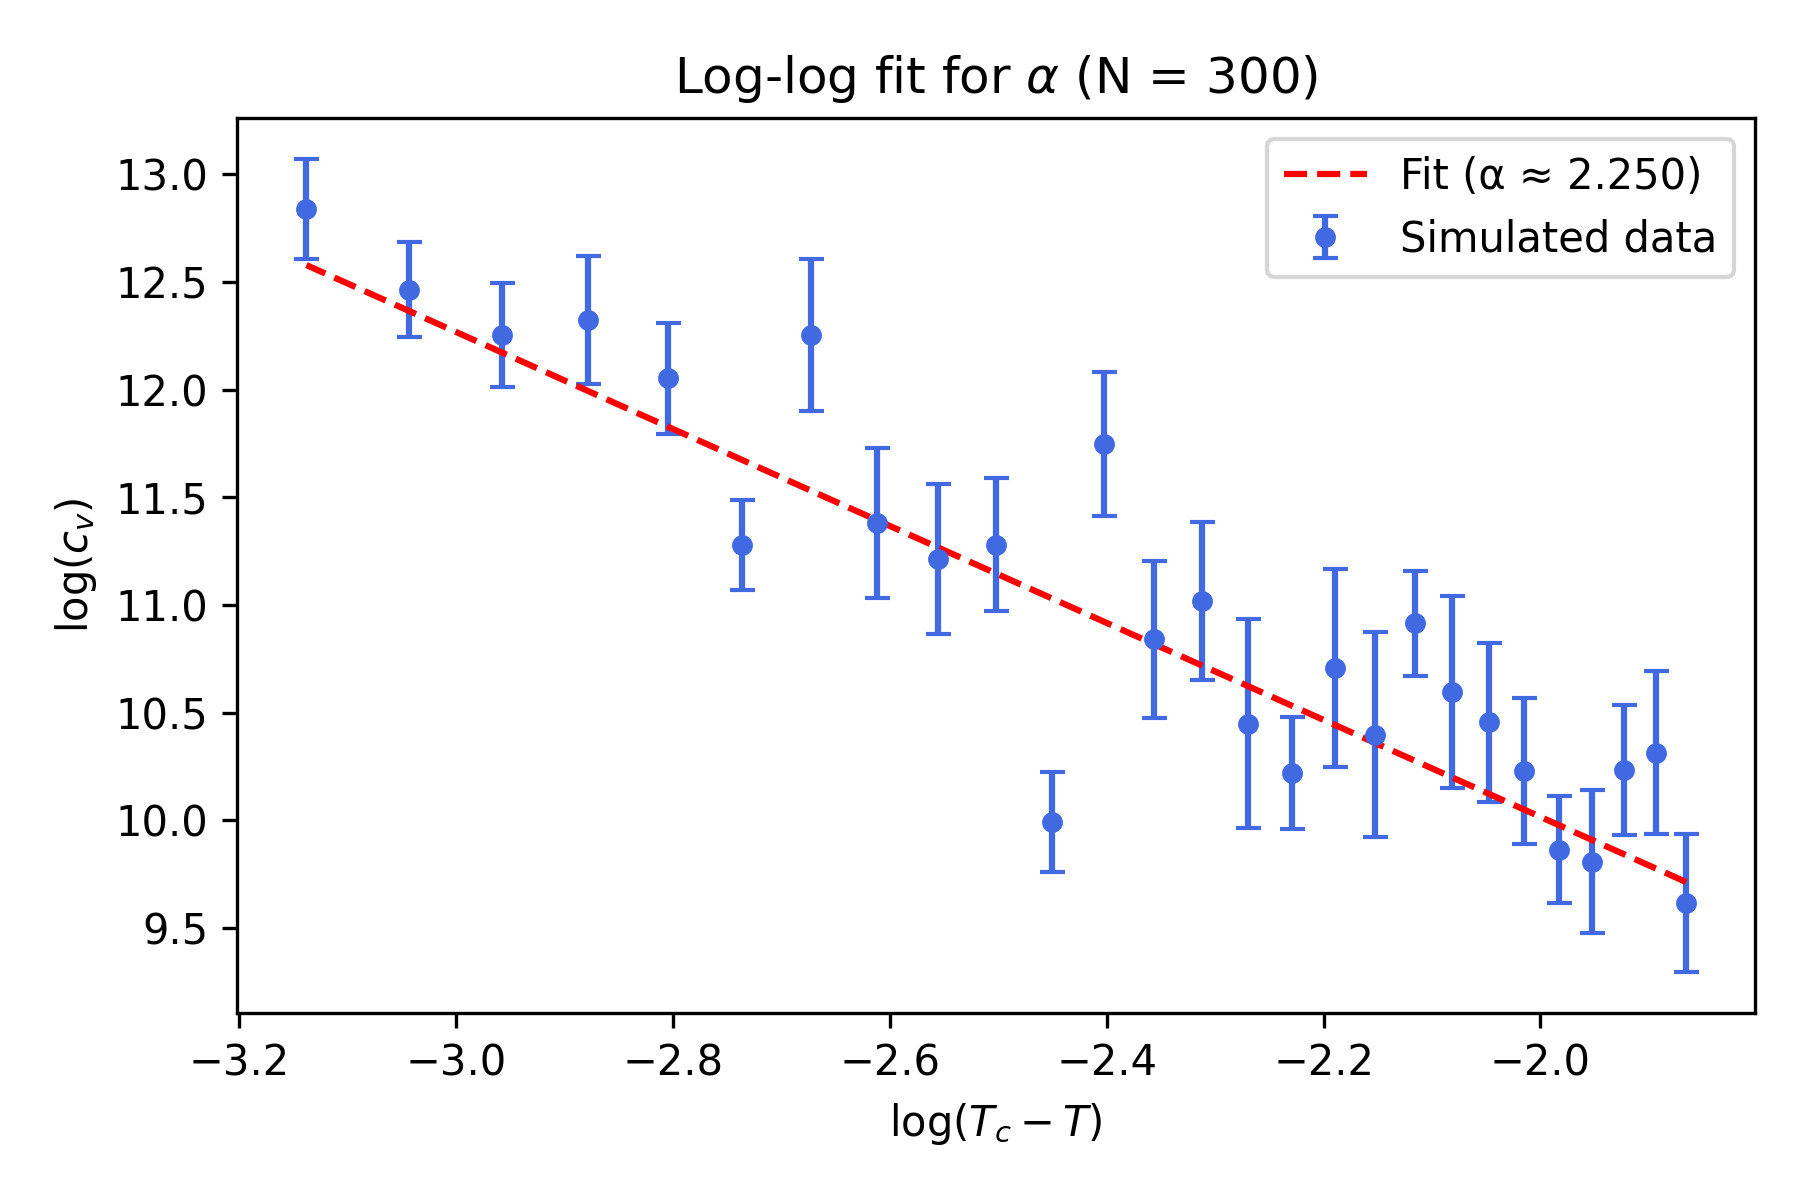 Log-log fit for α (N = 300)
Fit (α ≈ 2.250)
Simulated data
13.0
12.5
12.0
11.5
11.0
10.5
10.0
9.5
log(c_v)
−3.2 −3.0 −2.8 −2.6 −2.4 −2.2 −2.0
log(T_c − T)